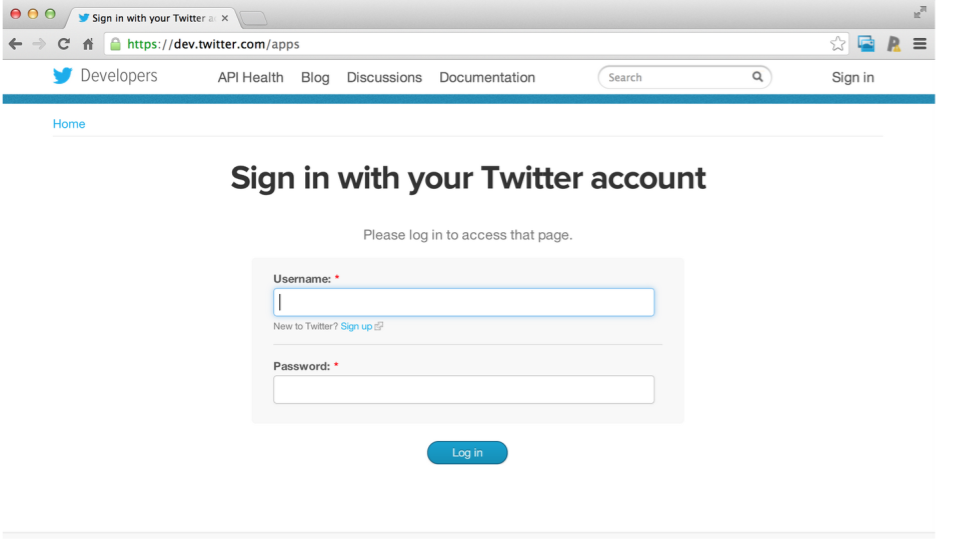 Sign in with your Twitter ac
https://dev.twitter.com/apps
Developers API Health Blog Discussions Documentation Search Sign in
Home
Sign in with your Twitter account
Please log in to access that page.
Username: *
New to Twitter? Sign up
Password: *
Log in